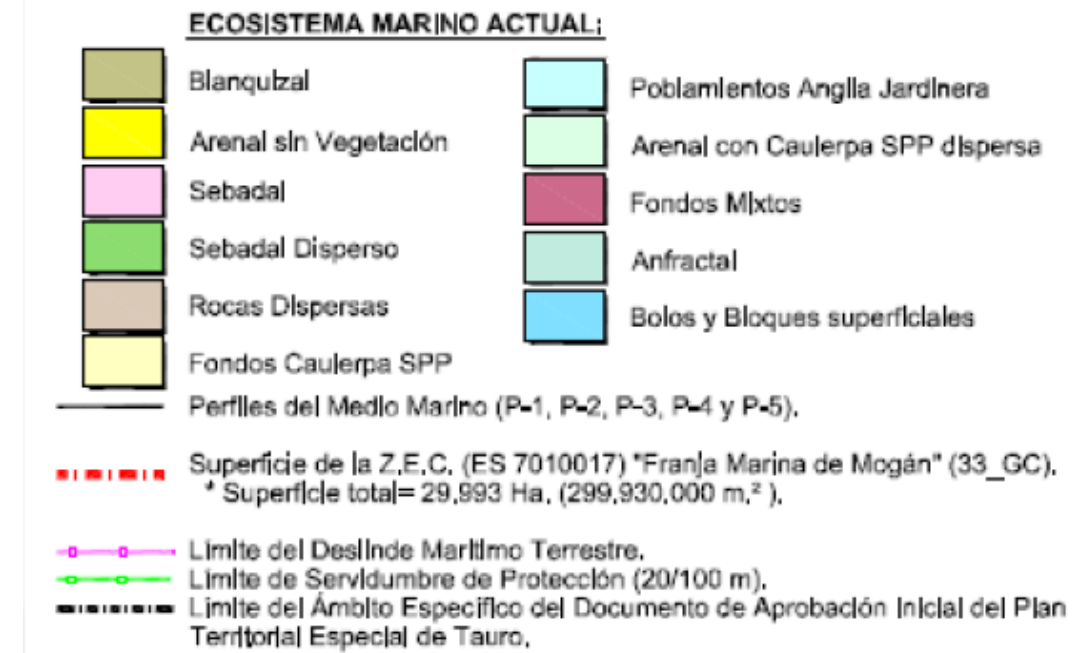 ECOSISTEMA MARINO ACTUAL:
Blanquizal
Arenal sin Vegetación
Sebadal
Sebadal Disperso
Rocas Dispersas
Fondos Caulerpa SPP
Poblamientos Angila Jardinera
Arenal con Caulerpa SPP dispersa
Fondos Mixtos
Anfractal
Bolos y Bloques superficiales
Perfiles del Medio Marino (P-1, P-2, P-3, P-4 y P-5).
Superficie de la Z.E.C. (ES 7010017) "Franja Marina de Mogán" (33_GC).
* Superficie total= 29.993 Ha. (299.930.000 m.² ).
Limite del Deslinde Maritimo Terrestre.
Limite de Servidumbre de Protección (20/100 m).
Limite del Ámbito Especifico del Documento de Aprobación Inicial del Plan
Territorial Especial de Tauro.